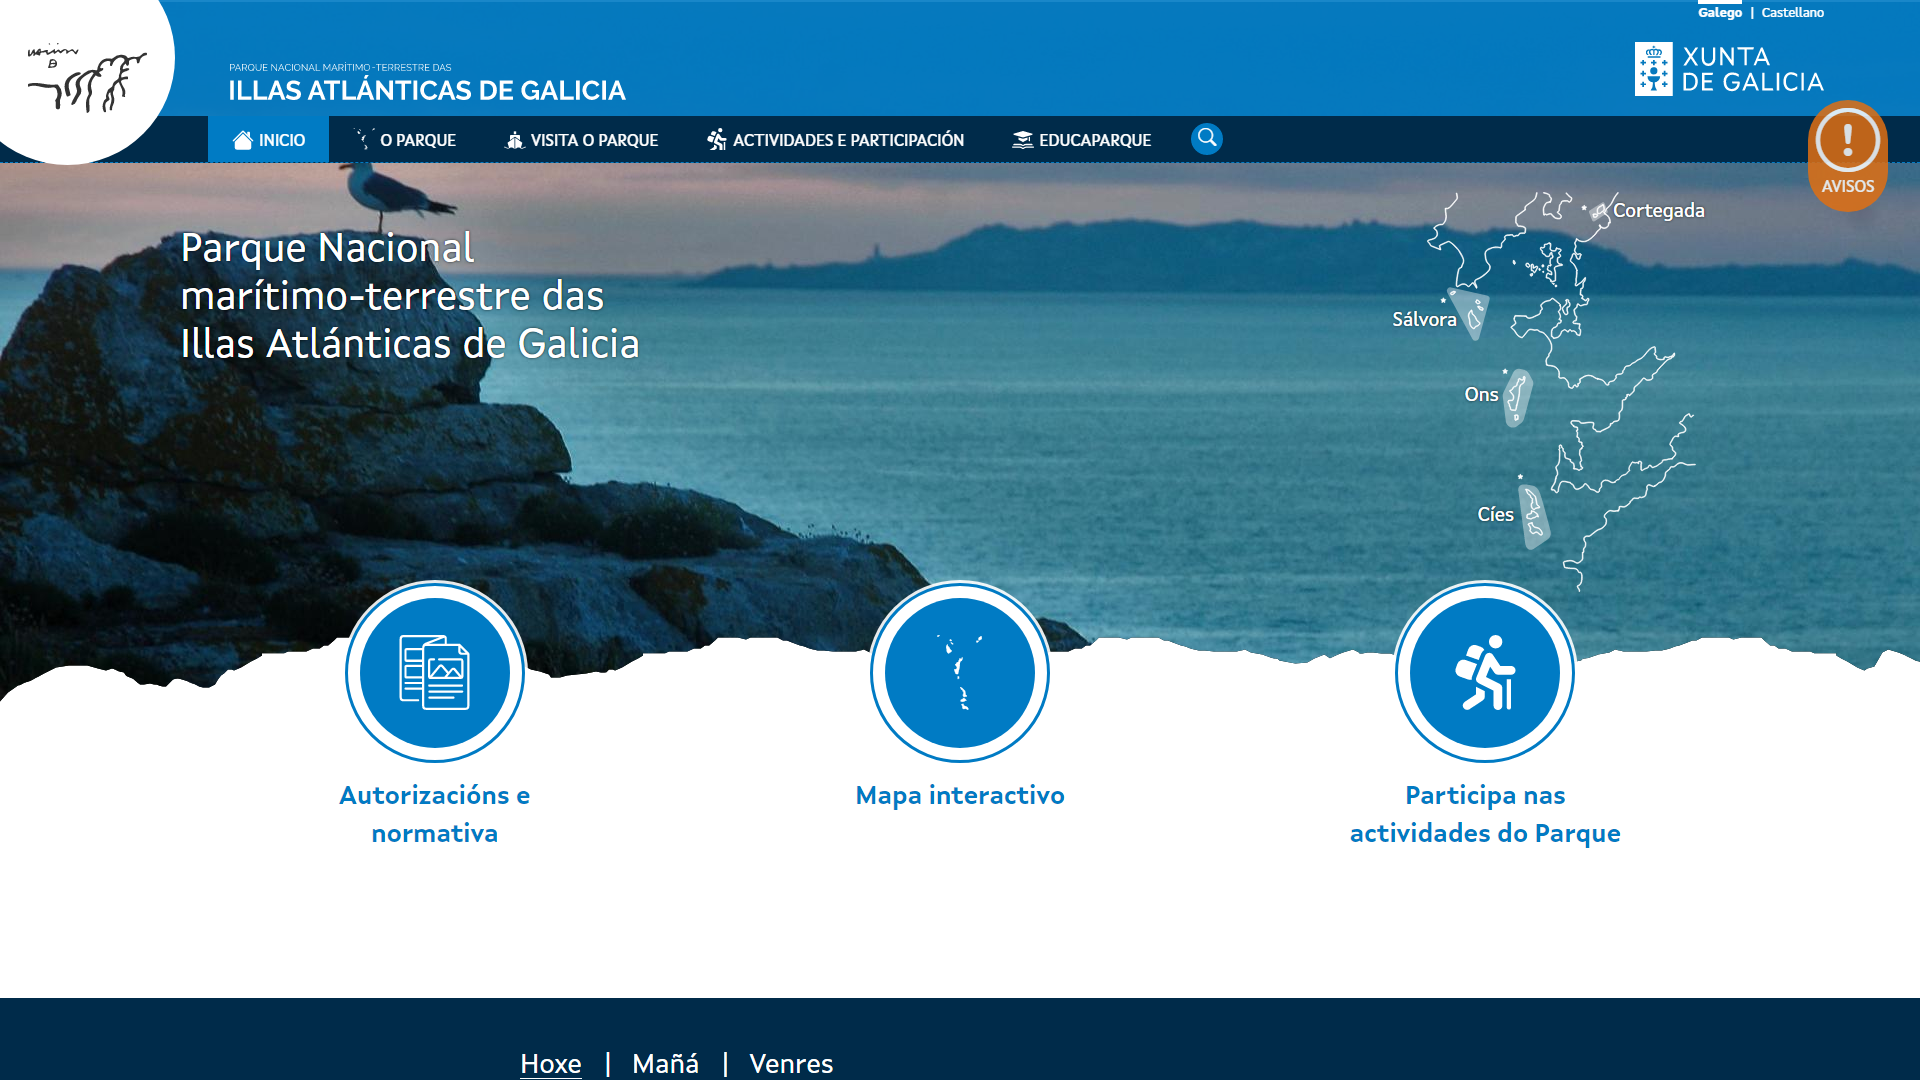 Galego | Castellano
PARQUE NACIONAL MARÍTIMO-TERRESTRE DAS
ILLAS ATLÁNTICAS DE GALICIA
XUNTA
DE GALICIA
INICIO
O PARQUE
VISITA O PARQUE
ACTIVIDADES E PARTICIPACIÓN
EDUCAPARQUE
AVISOS
Parque Nacional
marítimo-terrestre das
Illas Atlánticas de Galicia
Cortegada
Sálvora
Ons
Cíes
Autorizacións e
normativa
Mapa interactivo
Participa nas
actividades do Parque
Hoxe | Mañá | Venres